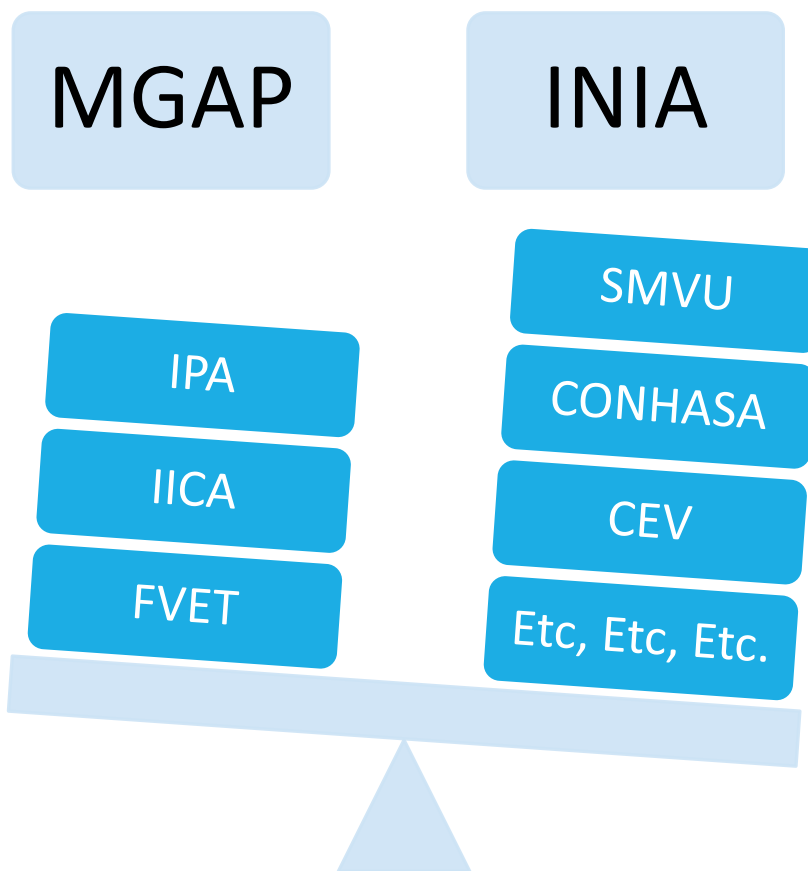 MGAP
INIA
IPA
IICA
FVET
SMVU
CONHASA
CEV
Etc, Etc, Etc.